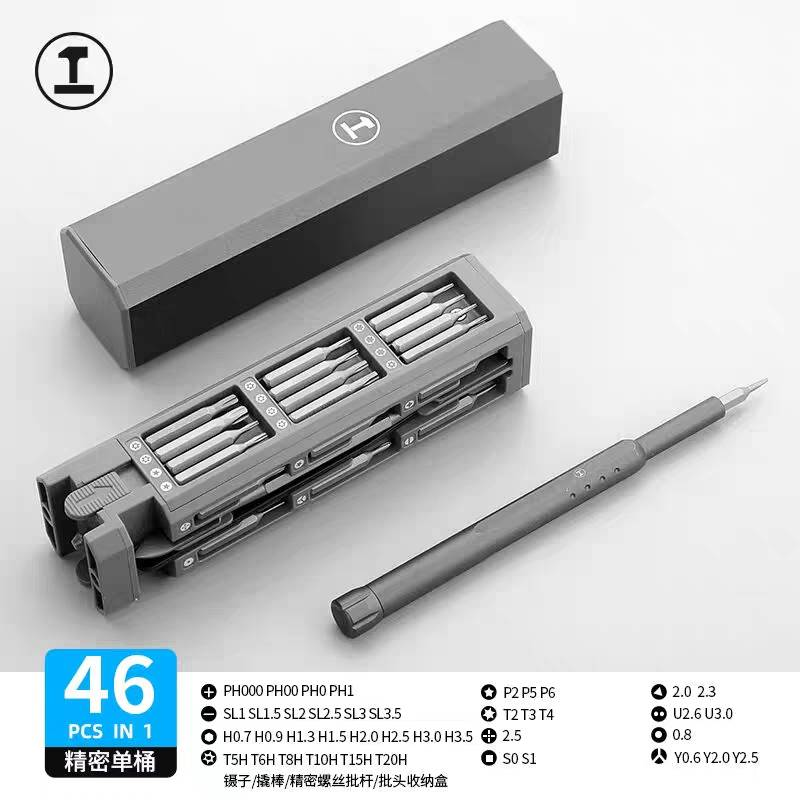 46
PCS IN 1
精密单桶
PH000 PH00 PH0 PH1
SL1 SL1.5 SL2 SL2.5 SL3 SL3.5
H0.7 H0.9 H1.3 H1.5 H2.0 H2.5 H3.0 H3.5
T5H T6H T8H T10H T15H T20H
镊子/撬棒/精密螺丝批杆/批头收纳盒
P2 P5 P6
T2 T3 T4
2.5
S0 S1
2.0 2.3
U2.6 U3.0
0.8
Y0.6 Y2.0 Y2.5